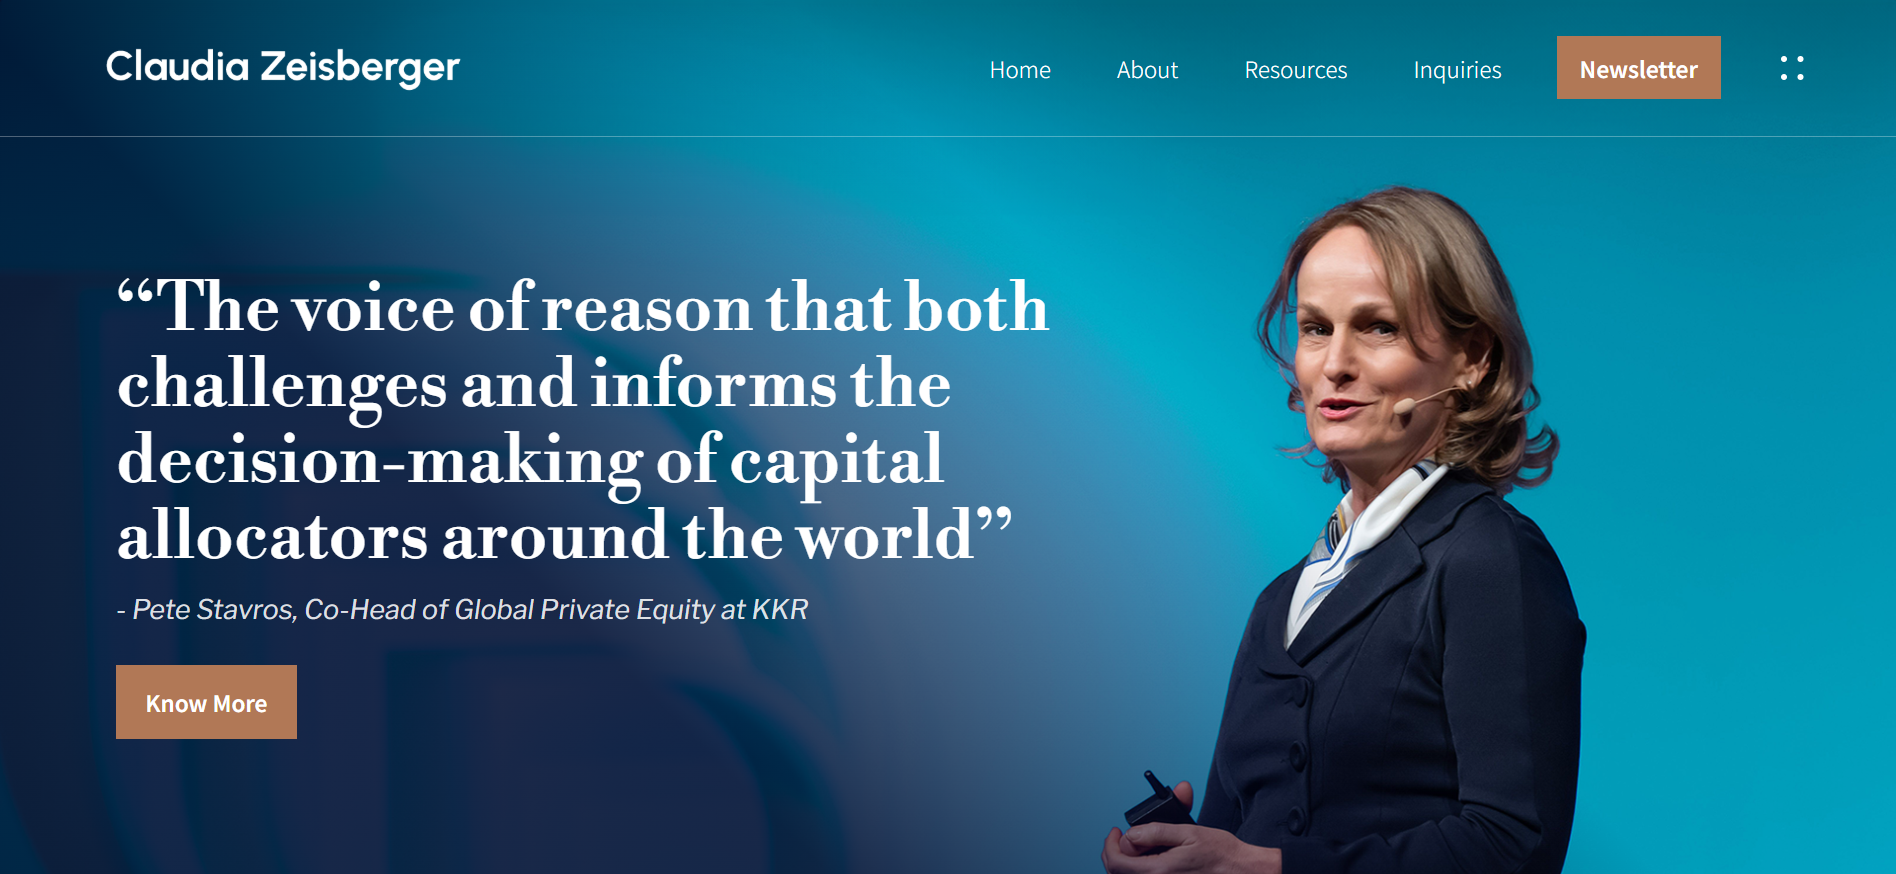 Claudia Zeisberger
Home
About
Resources
Inquiries
Newsletter
“The voice of reason that both
challenges and informs the
decision-making of capital
allocators around the world”
- Pete Stavros, Co-Head of Global Private Equity at KKR
Know More